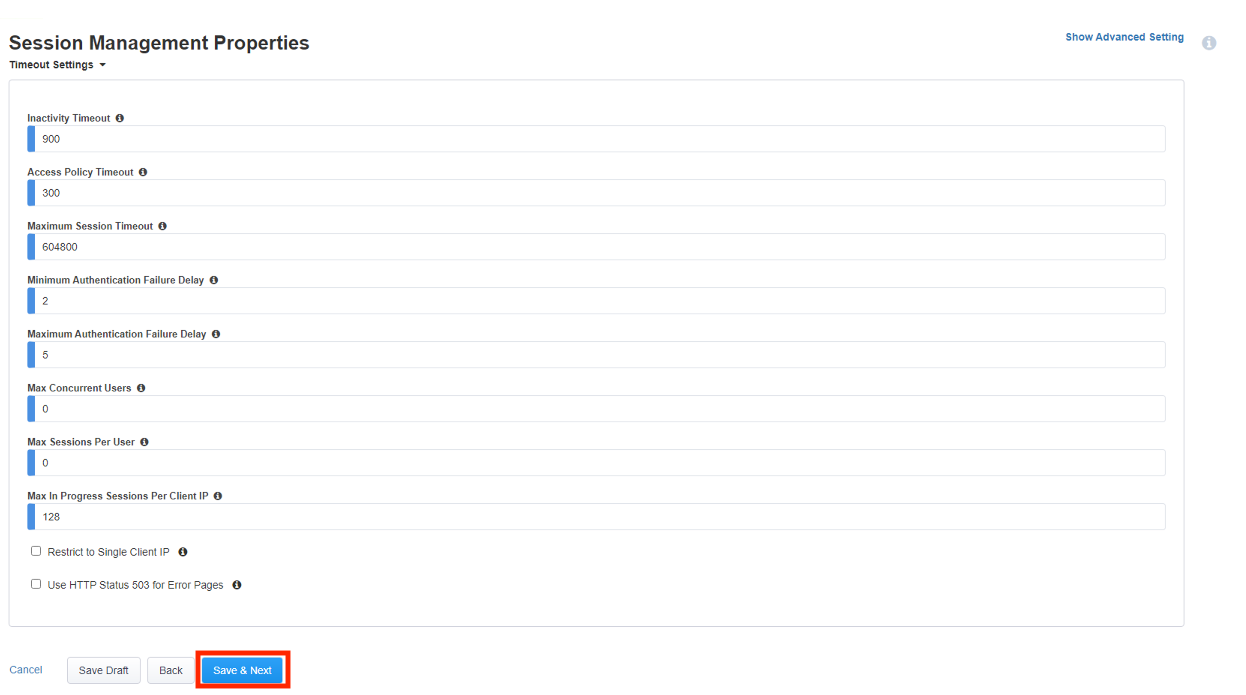 Session Management Properties
Show Advanced Setting
Timeout Settings
Inactivity Timeout
900
Access Policy Timeout
300
Maximum Session Timeout
604800
Minimum Authentication Failure Delay
2
Maximum Authentication Failure Delay
5
Max Concurrent Users
0
Max Sessions Per User
0
Max In Progress Sessions Per Client IP
128
Restrict to Single Client IP
Use HTTP Status 503 for Error Pages
Cancel Save Draft Back Save & Next